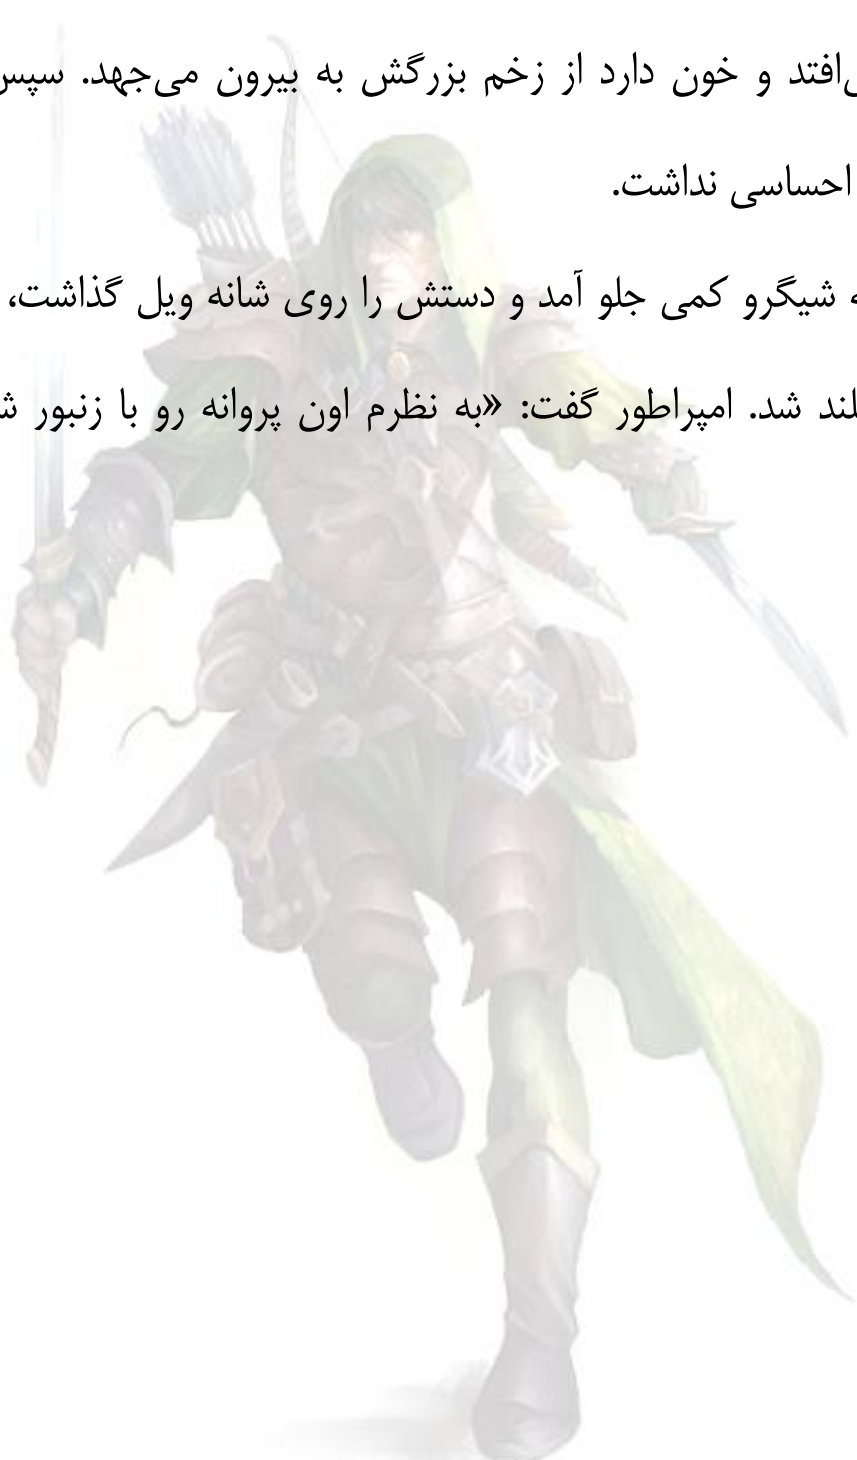 افتد و خون دارد از زخم بزرگش به بیرون می‌جهد. سپس
احساسی نداشت.
شیگرو کمی جلو آمد و دستش را روی شانه ویل گذاشت،
بلند شد. امپراطور گفت: «به نظرم اون پروانه رو با زنبور